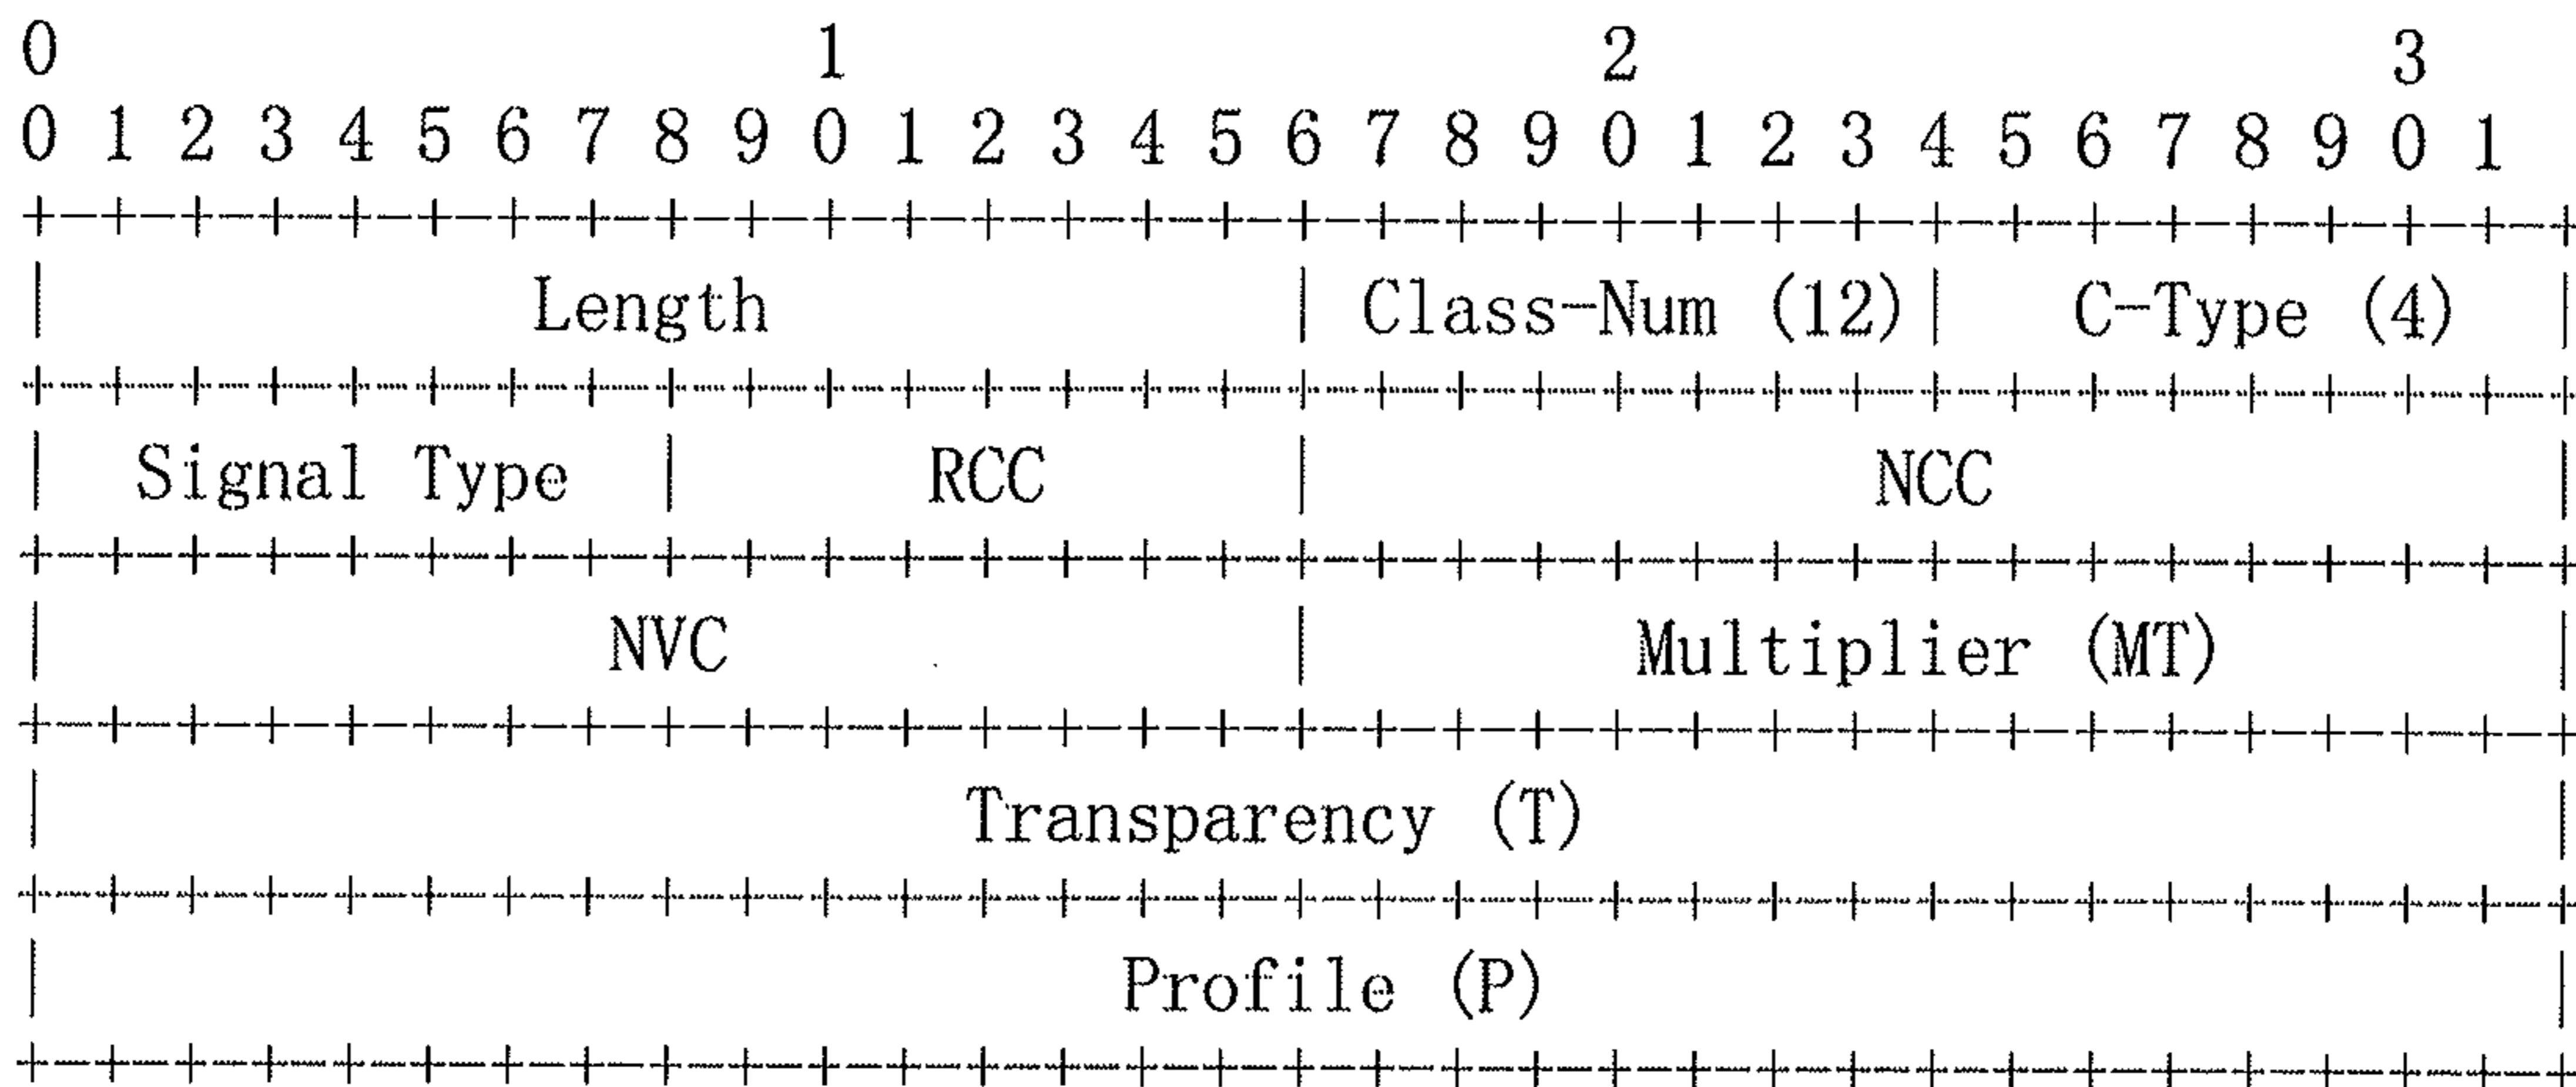 0 1 2 3
0 1 2 3 4 5 6 7 8 9 0 1 2 3 4 5 6 7 8 9 0 1 2 3 4 5 6 7 8 9 0 1
+-+-+-+-+-+-+-+-+-+-+-+-+-+-+-+-+-+-+-+-+-+-+-+-+-+-+-+-+-+-+-+-+
| Length | Class-Num (12) | C-Type (4) |
+-+-+-+-+-+-+-+-+-+-+-+-+-+-+-+-+-+-+-+-+-+-+-+-+-+-+-+-+-+-+-+-+
| Signal Type | RCC | NCC |
+-+-+-+-+-+-+-+-+-+-+-+-+-+-+-+-+-+-+-+-+-+-+-+-+-+-+-+-+-+-+-+-+
| NVC | Multiplier (MT) |
+-+-+-+-+-+-+-+-+-+-+-+-+-+-+-+-+-+-+-+-+-+-+-+-+-+-+-+-+-+-+-+-+
| Transparency (T) |
+-+-+-+-+-+-+-+-+-+-+-+-+-+-+-+-+-+-+-+-+-+-+-+-+-+-+-+-+-+-+-+-+
| Profile (P) |
+-+-+-+-+-+-+-+-+-+-+-+-+-+-+-+-+-+-+-+-+-+-+-+-+-+-+-+-+-+-+-+-+